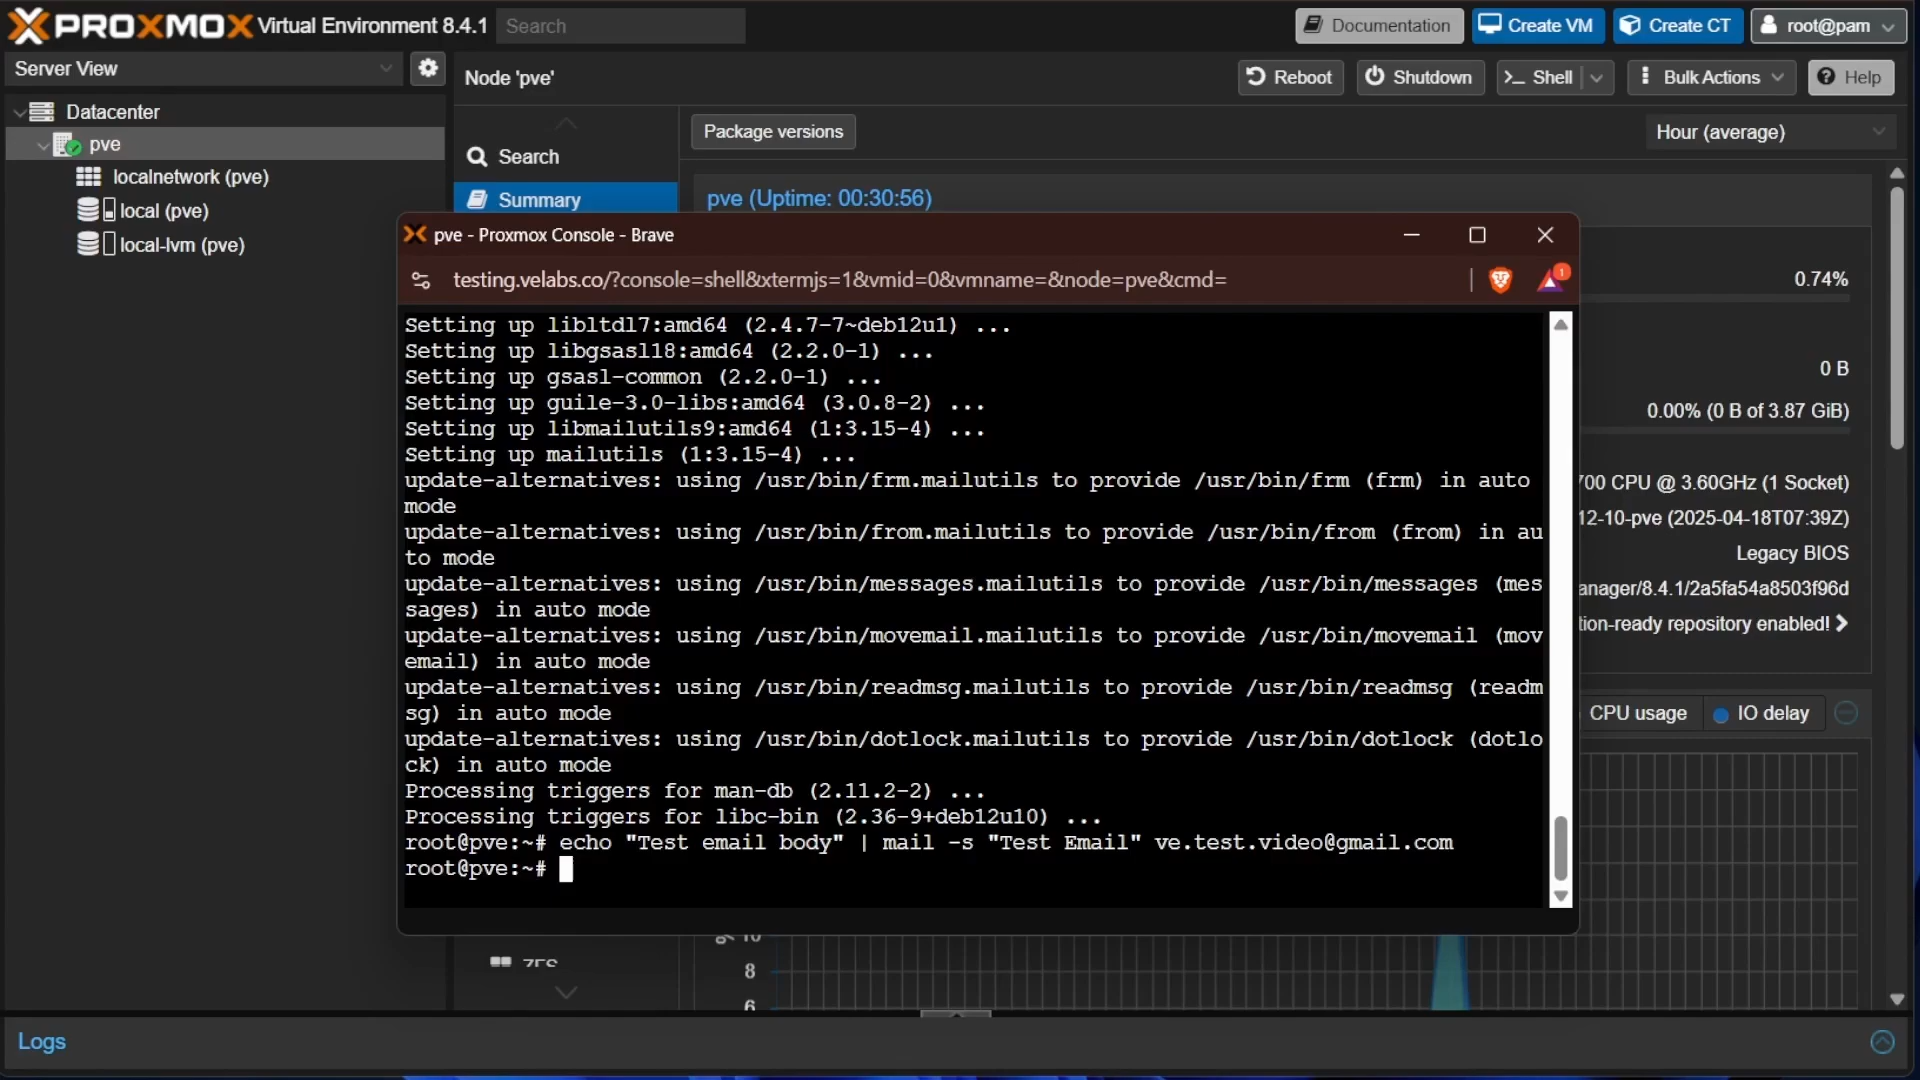 PROXMOX Virtual Environment 8.4.1 Search Documentation Create VM Create CT root@pam
Server View
Node 'pve' Reboot Shutdown >_ Shell Bulk Actions Help
Datacenter
pve
localnetwork (pve)
local (pve)
local-lvm (pve)
Search
Summary
Package versions Hour (average)
pve (Uptime: 00:30:56)
pve - Proxmox Console - Brave
testing.velabs.co/?console=shell&xtermjs=1&vmid=0&vmname=&node=pve&cmd=
1
Setting up libltdl7:amd64 (2.4.7-7~deb12u1) ...
Setting up libgsasl18:amd64 (2.2.0-1) ...
Setting up gsasl-common (2.2.0-1) ...
Setting up guile-3.0-libs:amd64 (3.0.8-2) ...
Setting up libmailutils9:amd64 (1:3.15-4) ...
Setting up mailutils (1:3.15-4) ...
update-alternatives: using /usr/bin/frm.mailutils to provide /usr/bin/frm (frm) in auto
mode
update-alternatives: using /usr/bin/from.mailutils to provide /usr/bin/from (from) in au
to mode
update-alternatives: using /usr/bin/messages.mailutils to provide /usr/bin/messages (mes
sages) in auto mode
update-alternatives: using /usr/bin/movemail.mailutils to provide /usr/bin/movemail (mov
email) in auto mode
update-alternatives: using /usr/bin/readmsg.mailutils to provide /usr/bin/readmsg (readm
sg) in auto mode
update-alternatives: using /usr/bin/dotlock.mailutils to provide /usr/bin/dotlock (dotlo
ck) in auto mode
Processing triggers for man-db (2.11.2-2) ...
Processing triggers for libc-bin (2.36-9+deb12u10) ...
root@pve:~# echo "Test email body" | mail -s "Test Email" ve.test.video@gmail.com
root@pve:~#
0.74%
0 B
0.00% (0 B of 3.87 GiB)
700 CPU @ 3.60GHz (1 Socket)
12-10-pve (2025-04-18T07:39Z)
Legacy BIOS
anager/8.4.1/2a5fa54a8503f96d
tion-ready repository enabled!
CPU usage IO delay
ZFS
10
8
6
Logs